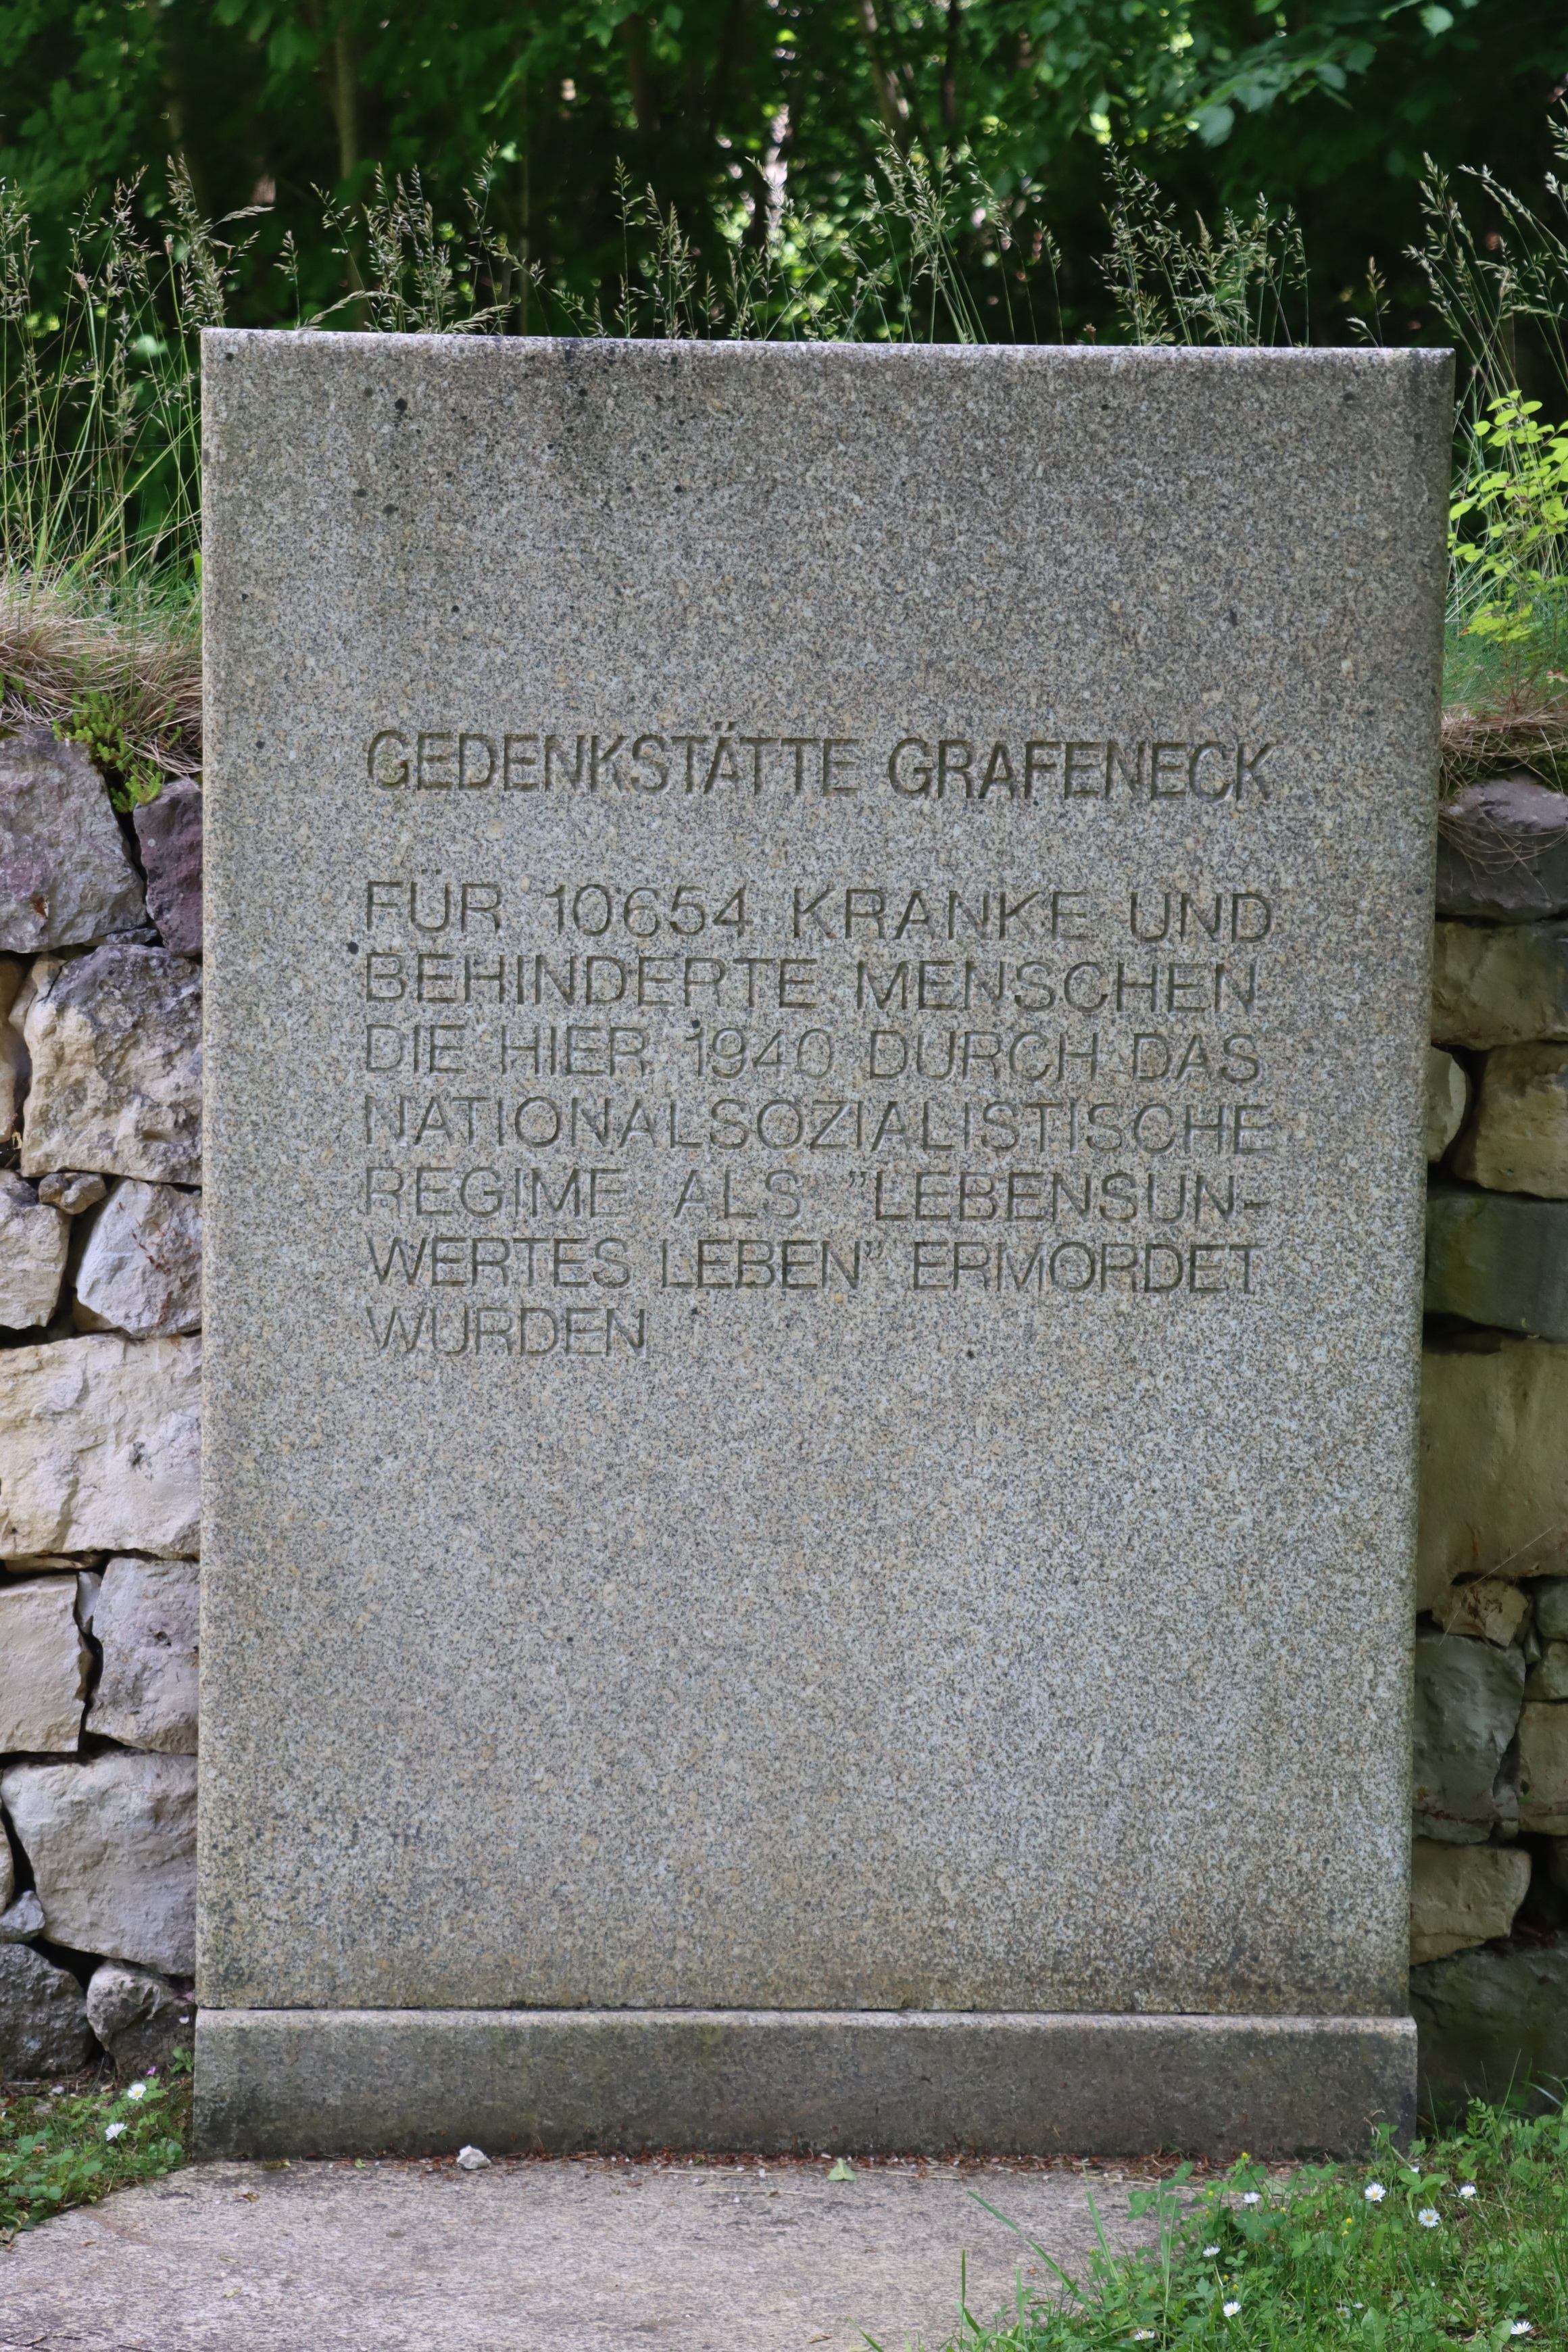 GEDENKSTÄTTE GRAFENECK
FÜR 10654 KRANKE UND
BEHINDERTE MENSCHEN
DIE HIER 1940 DURCH DAS
NATIONALSOZIALISTISCHE
REGIME ALS "LEBENSUN-
WERTES LEBEN" ERMORDET
WURDEN